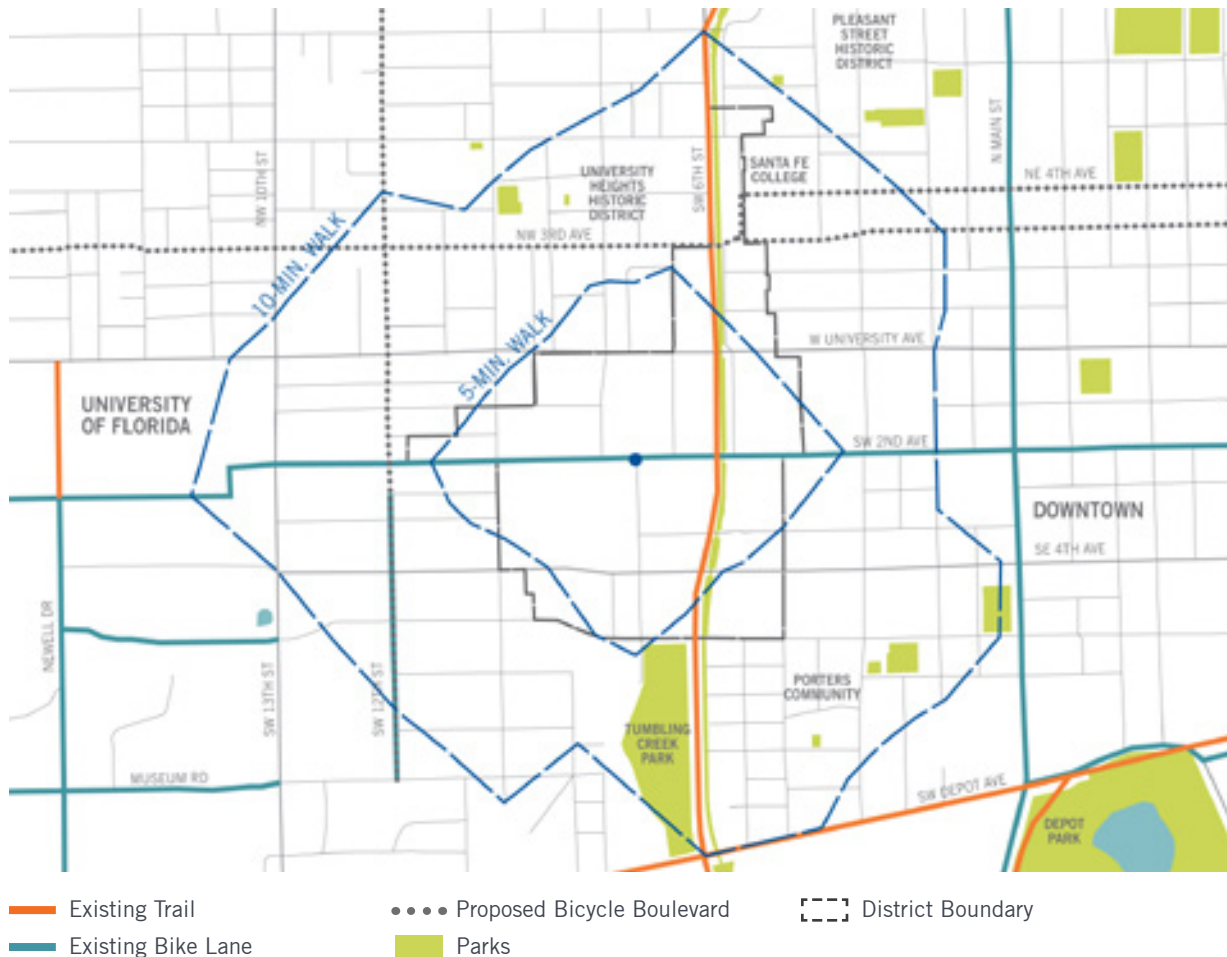 PLEASANT
STREET
HISTORIC
DISTRICT
N MAIN ST
NW 10TH ST
UNIVERSITY
HEIGHTS
HISTORIC
DISTRICT
SW 6TH ST
SANTA FE
COLLEGE
NE 4TH AVE
NW 3RD AVE
10-MIN. WALK
5-MIN. WALK
W UNIVERSITY AVE
UNIVERSITY
OF FLORIDA
SW 2ND AVE
DOWNTOWN
SE 4TH AVE
NEWELL DR
SW 13TH ST
SW 12TH ST
PORTERS
COMMUNITY
TUMBLING
CREEK
PARK
MUSEUM RD
SW DEPOT AVE
DEPOT
PARK
Existing Trail
Proposed Bicycle Boulevard
District Boundary
Existing Bike Lane
Parks